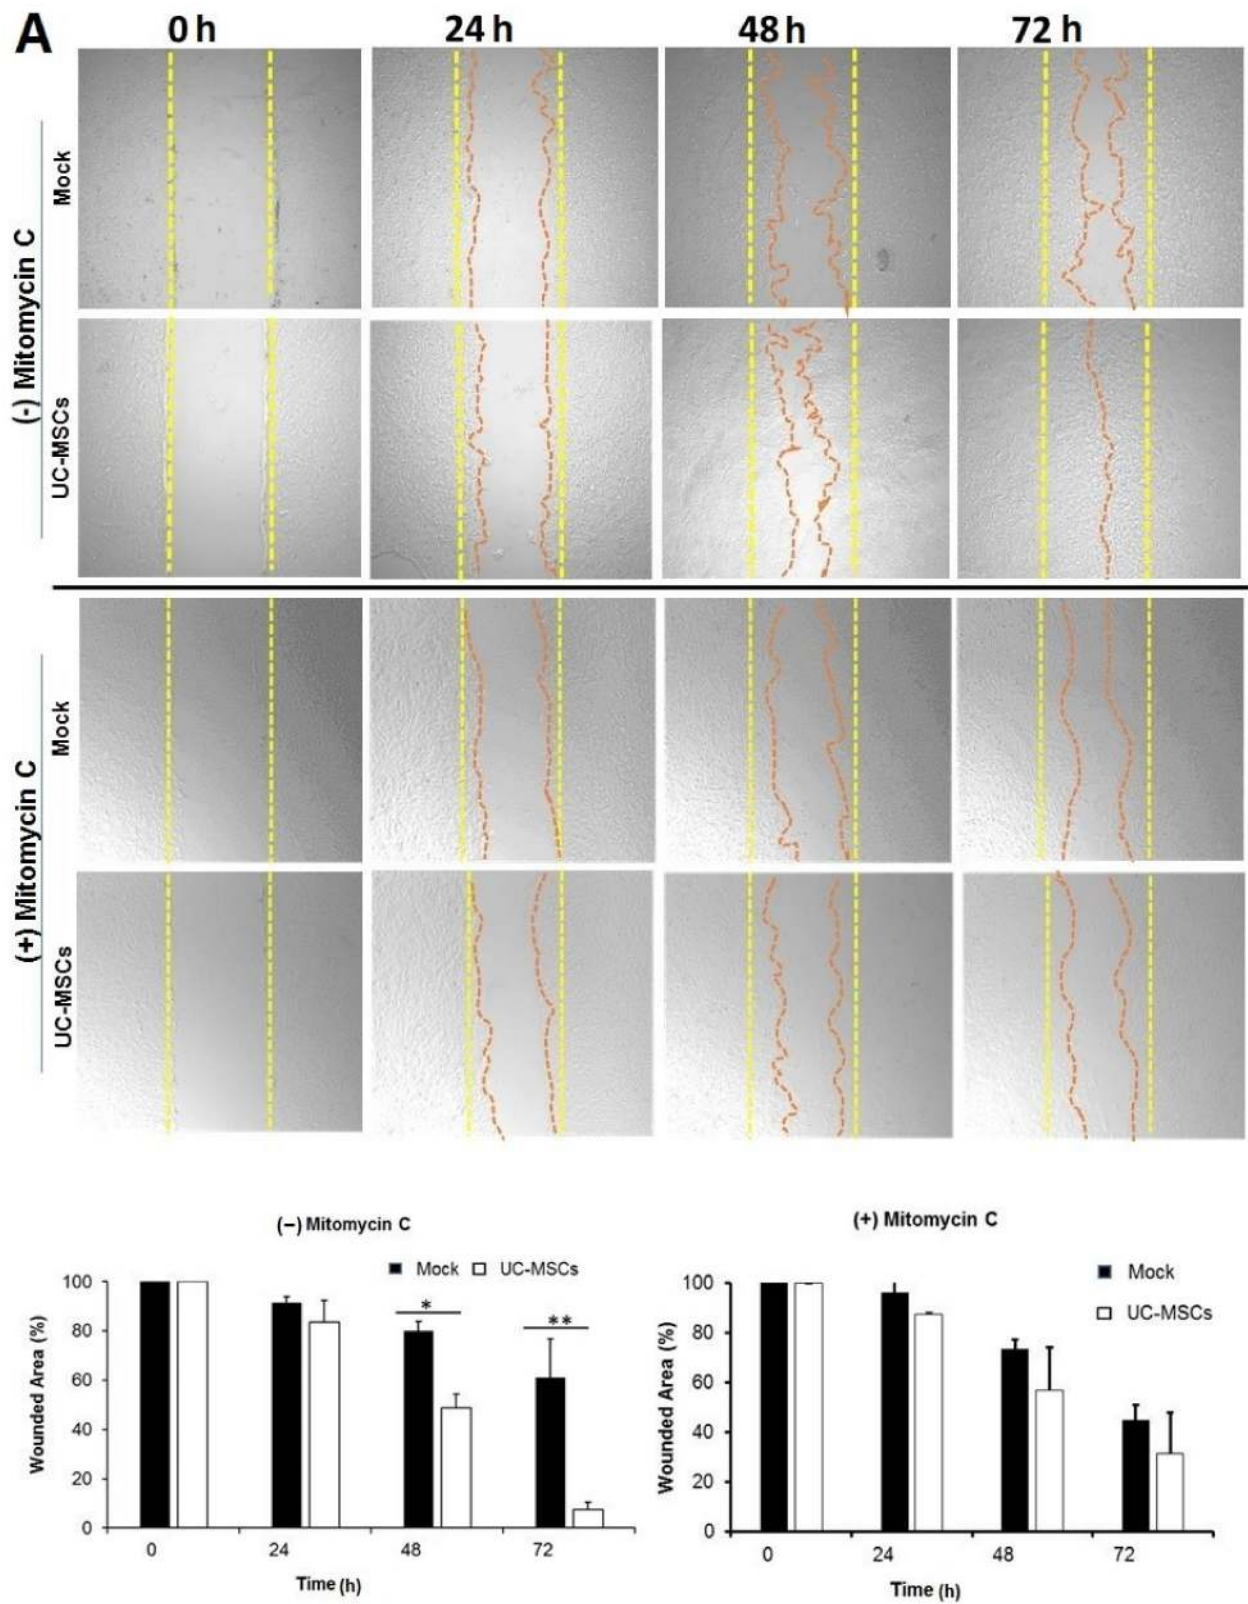 A
0 h 24 h 48 h 72 h
(-) Mitomycin C
Mock
UC-MSCs
(+) Mitomycin C
Mock
UC-MSCs
(−) Mitomycin C
Mock UC-MSCs
Wounded Area (%)
100
80
60
40
20
0
*
**
0 24 48 72
Time (h)
(+) Mitomycin C
Mock
UC-MSCs
Wounded Area (%)
100
80
60
40
20
0
0 24 48 72
Time (h)